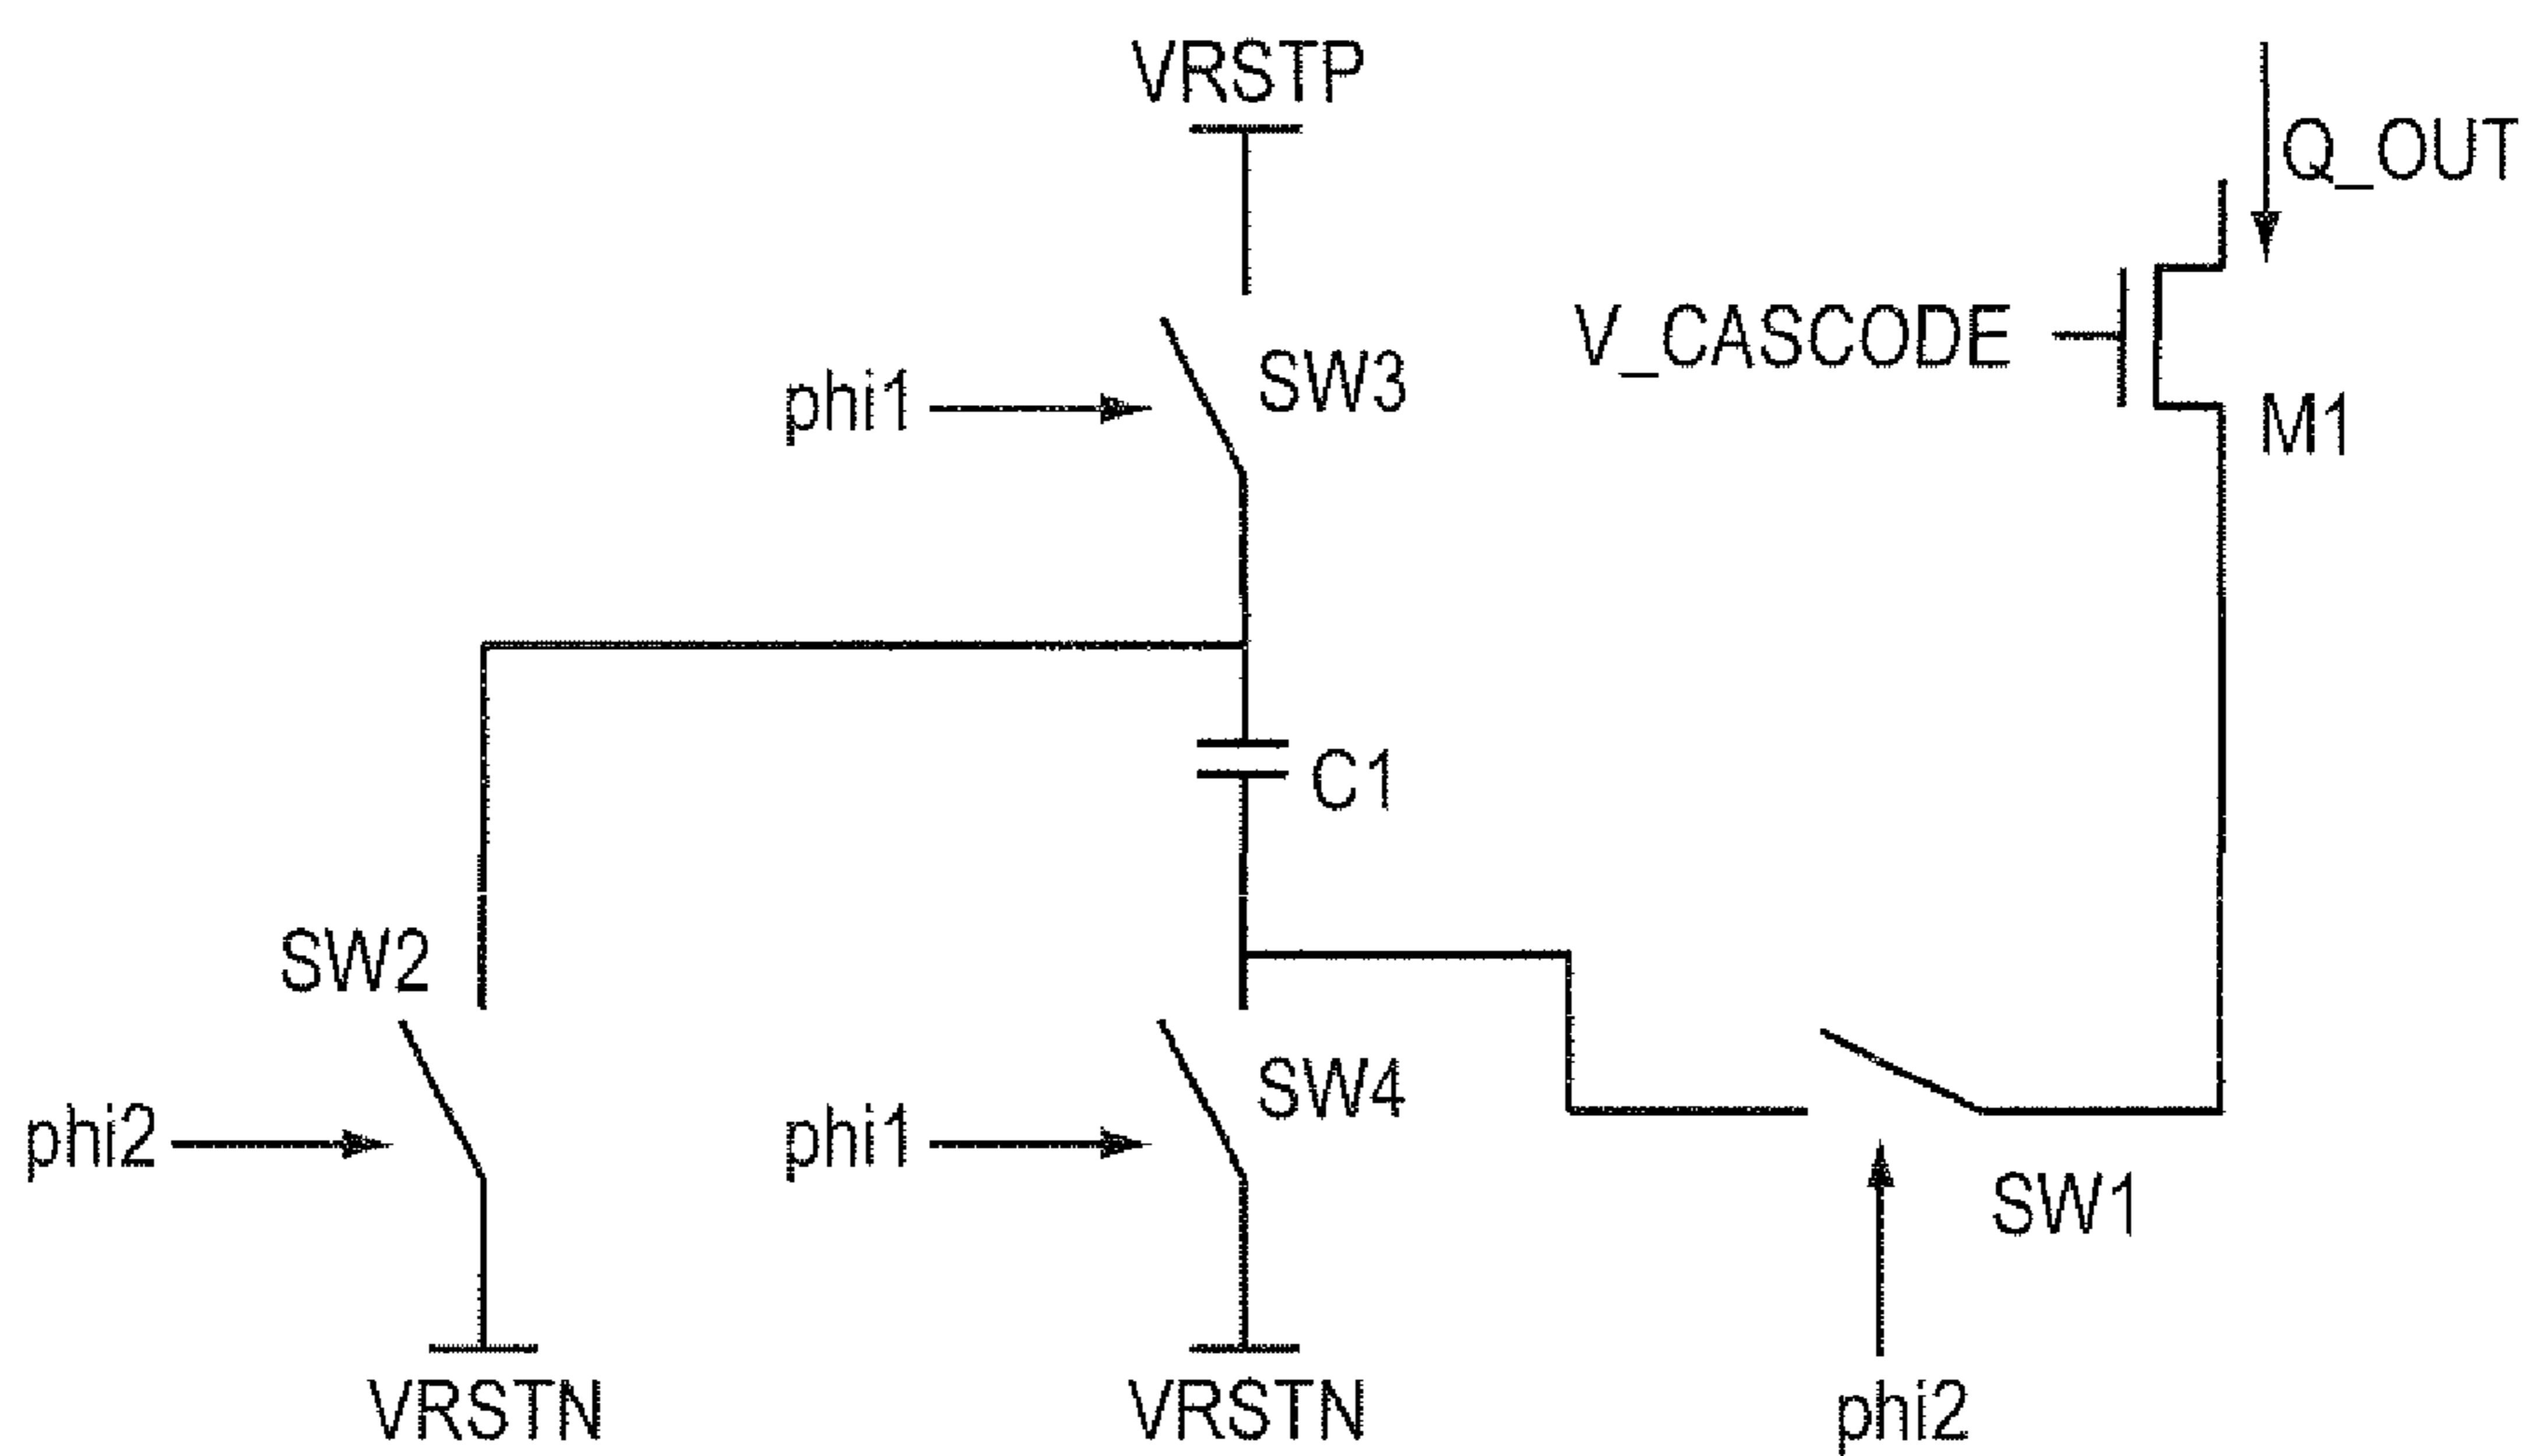 VRSTP
Q_OUT
V_CASCODE
SW3
phi1
M1
C1
SW2
SW4
phi2
phi1
SW1
VRSTN
VRSTN
phi2